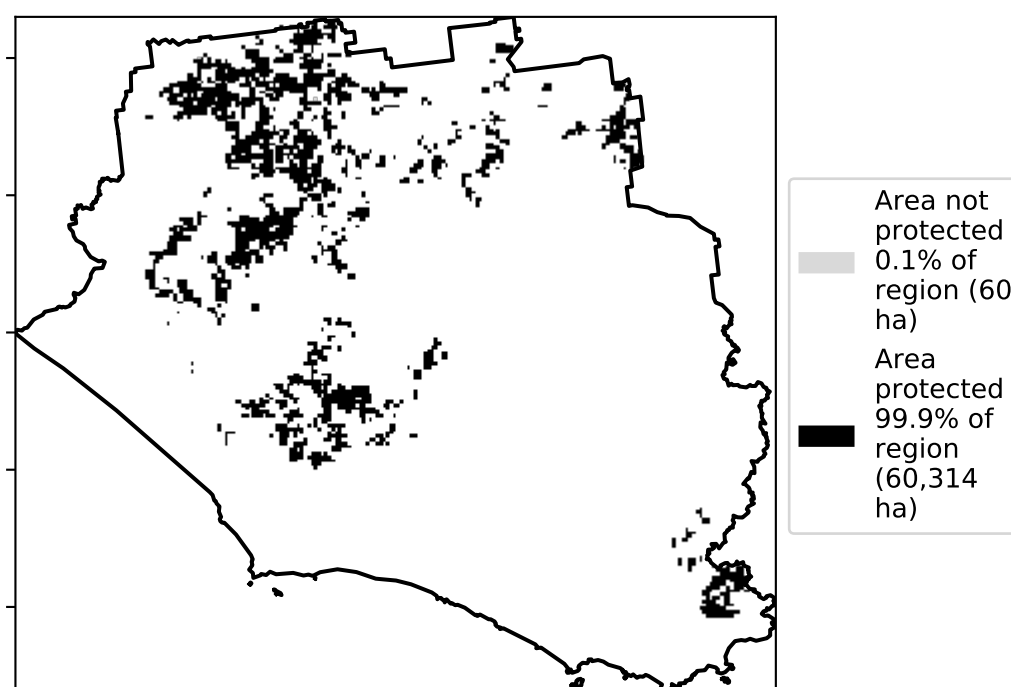 Area not
protected
0.1% of
region (60
ha)
Area
protected
99.9% of
region
(60,314
ha)